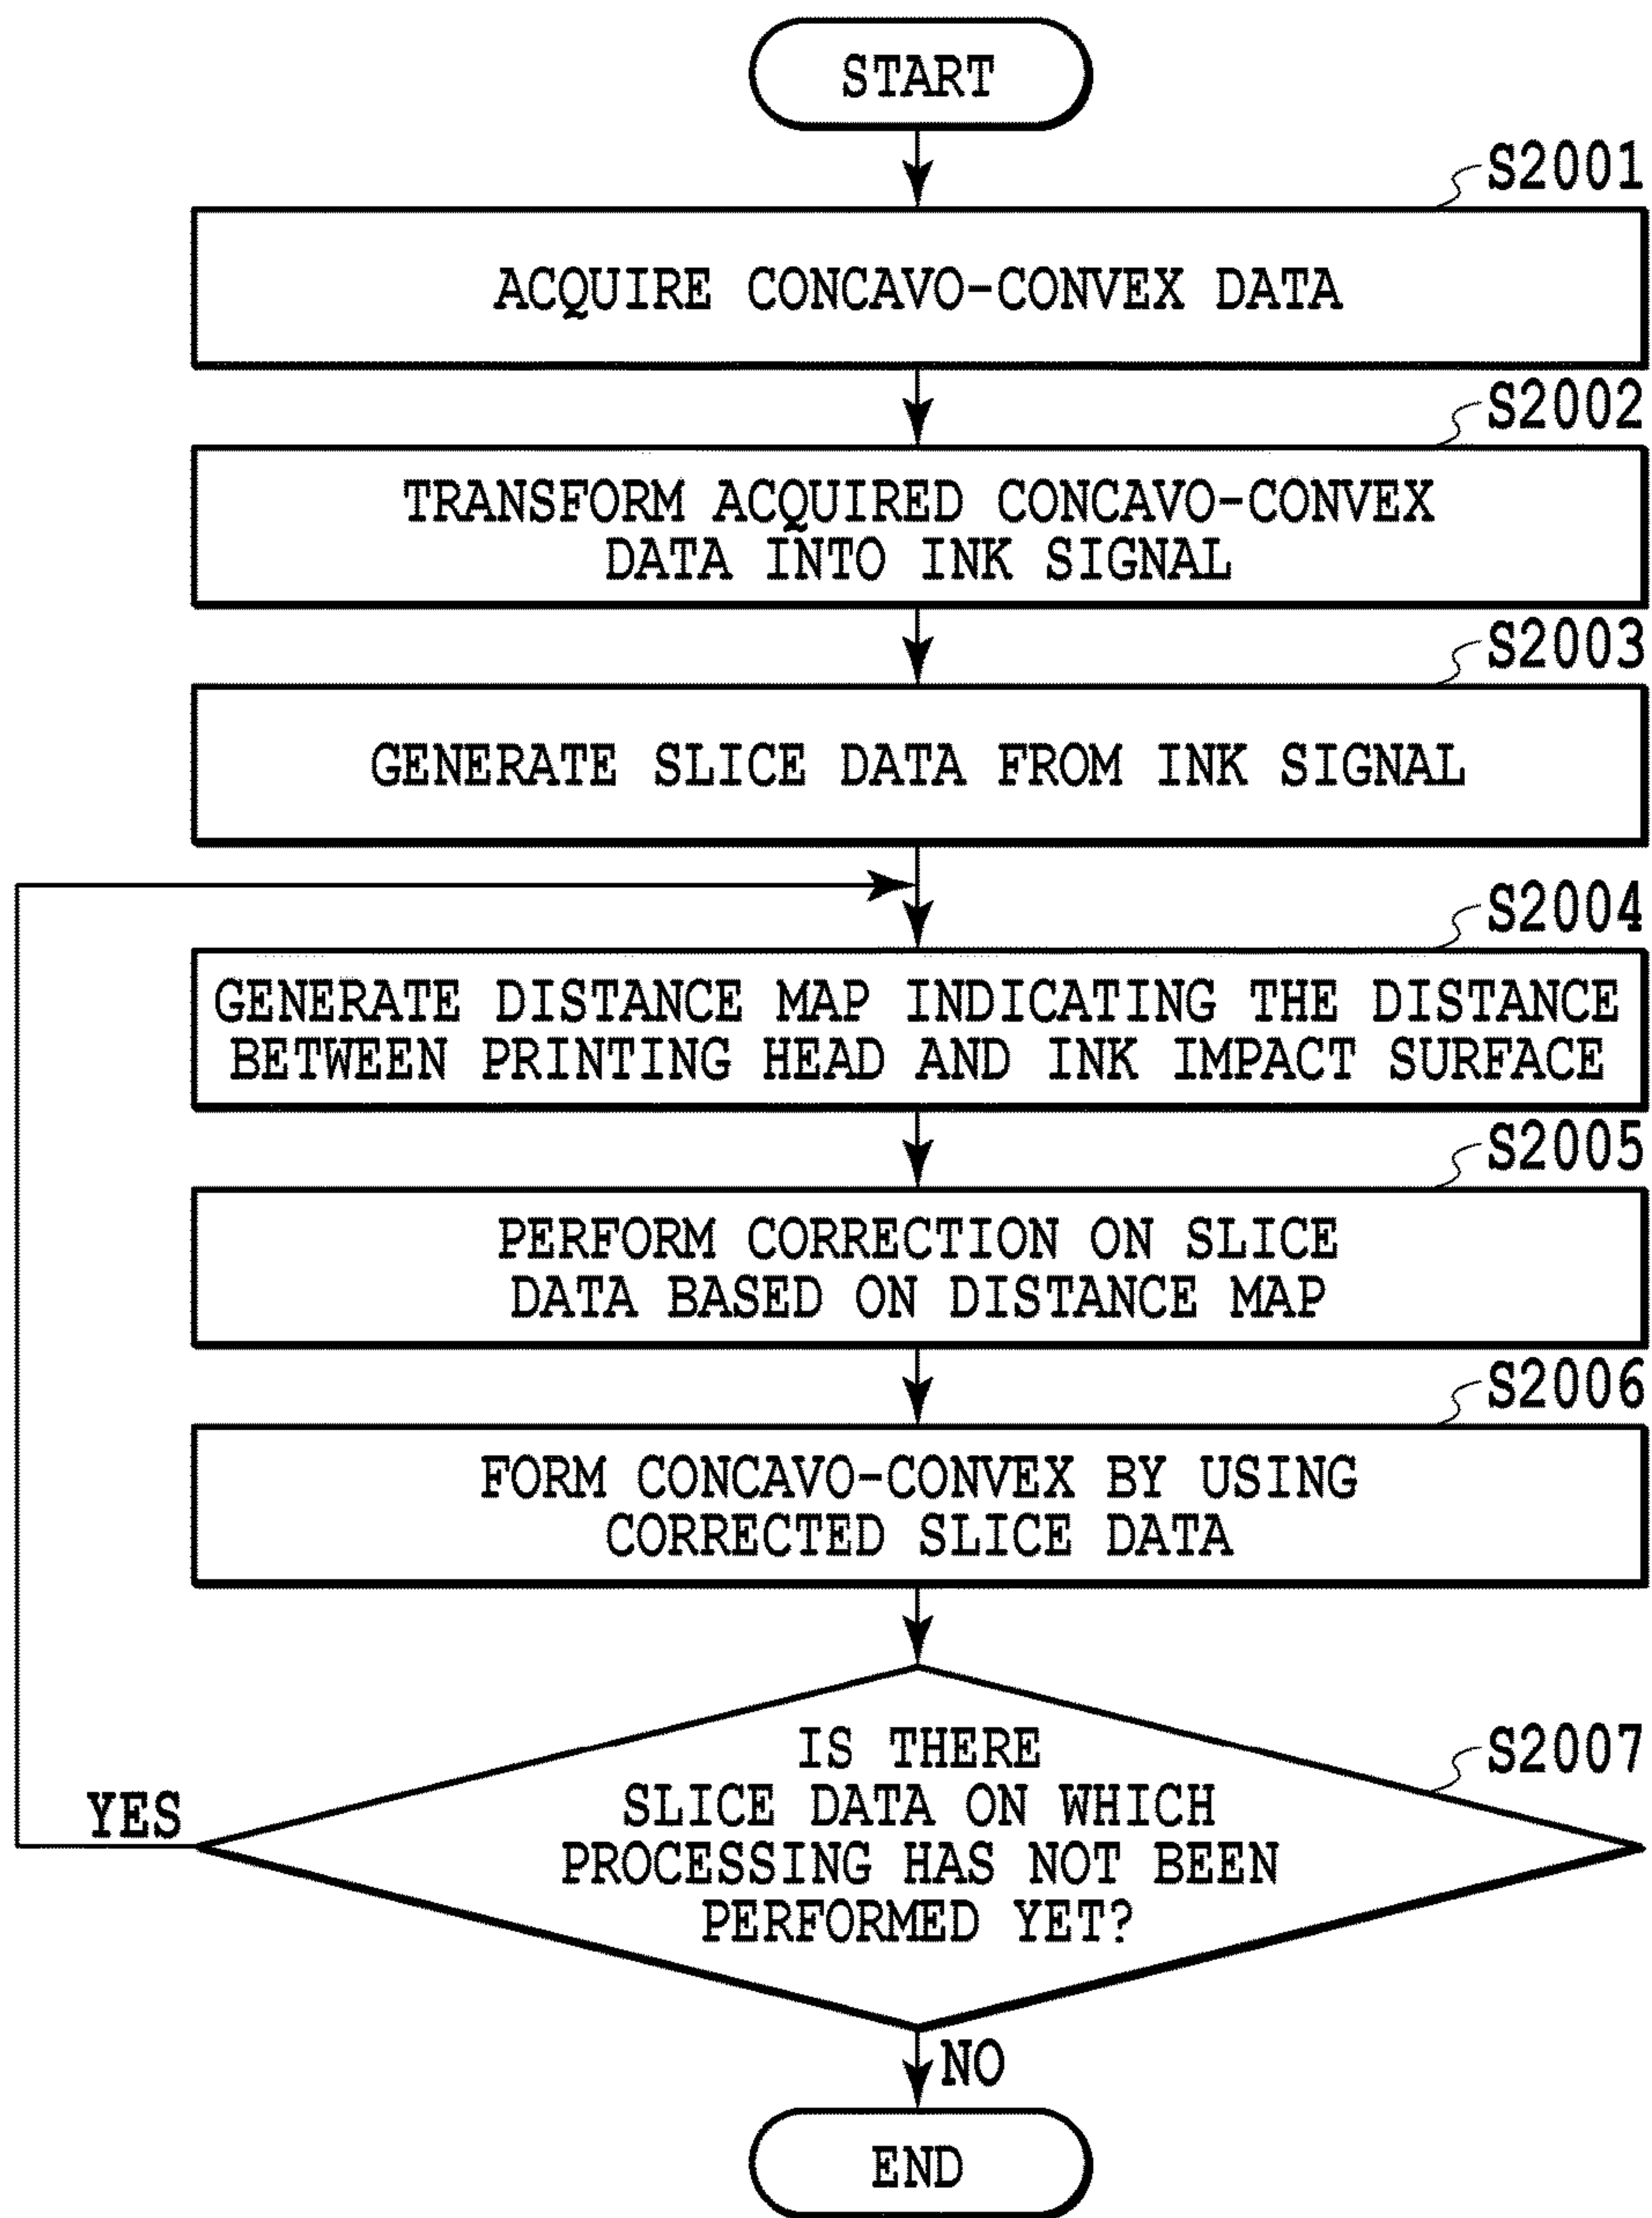 START
S2001
ACQUIRE CONCAVO-CONVEX DATA
S2002
TRANSFORM ACQUIRED CONCAVO-CONVEX
DATA INTO INK SIGNAL
S2003
GENERATE SLICE DATA FROM INK SIGNAL
S2004
GENERATE DISTANCE MAP INDICATING THE DISTANCE
BETWEEN PRINTING HEAD AND INK IMPACT SURFACE
S2005
PERFORM CORRECTION ON SLICE
DATA BASED ON DISTANCE MAP
S2006
FORM CONCAVO-CONVEX BY USING
CORRECTED SLICE DATA
S2007
IS THERE
SLICE DATA ON WHICH
PROCESSING HAS NOT BEEN
PERFORMED YET?
YES
NO
END